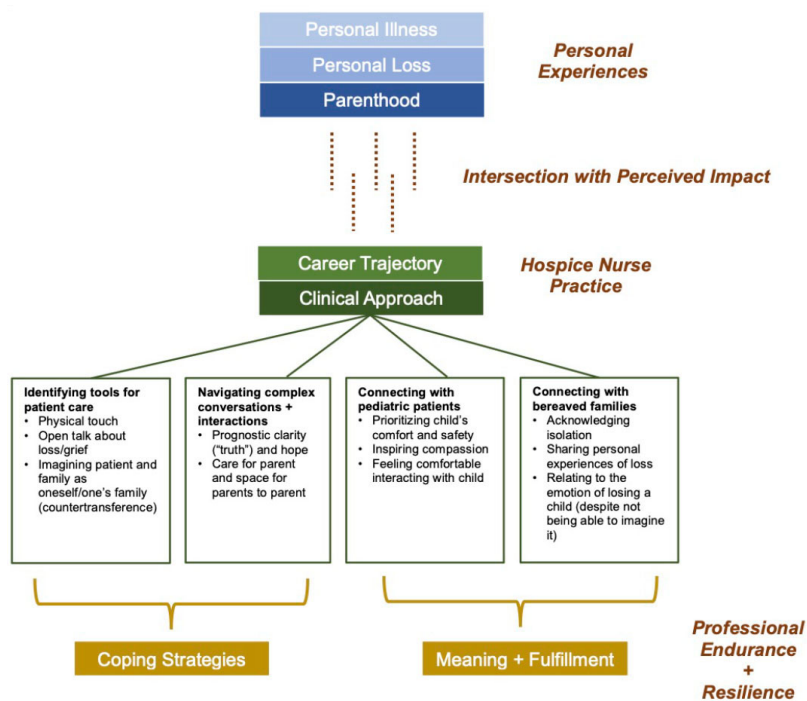 Personal Illness
Personal Loss
Parenthood
Personal
Experiences
Intersection with Perceived Impact
Career Trajectory
Clinical Approach
Hospice Nurse
Practice
Identifying tools for
patient care
• Physical touch
• Open talk about
loss/grief
• Imagining patient and
family as
oneself/one's family
(countertransference)
Navigating complex
conversations +
interactions
• Prognostic clarity
("truth") and hope
• Care for parent
and space for
parents to parent
Connecting with
pediatric patients
• Prioritizing child's
comfort and safety
• Inspiring compassion
• Feeling comfortable
interacting with child
Connecting with
bereaved families
• Acknowledging
isolation
• Sharing personal
experiences of loss
• Relating to the
emotion of losing a
child (despite not
being able to imagine
it)
Coping Strategies
Meaning + Fulfillment
Professional
Endurance
+
Resilience